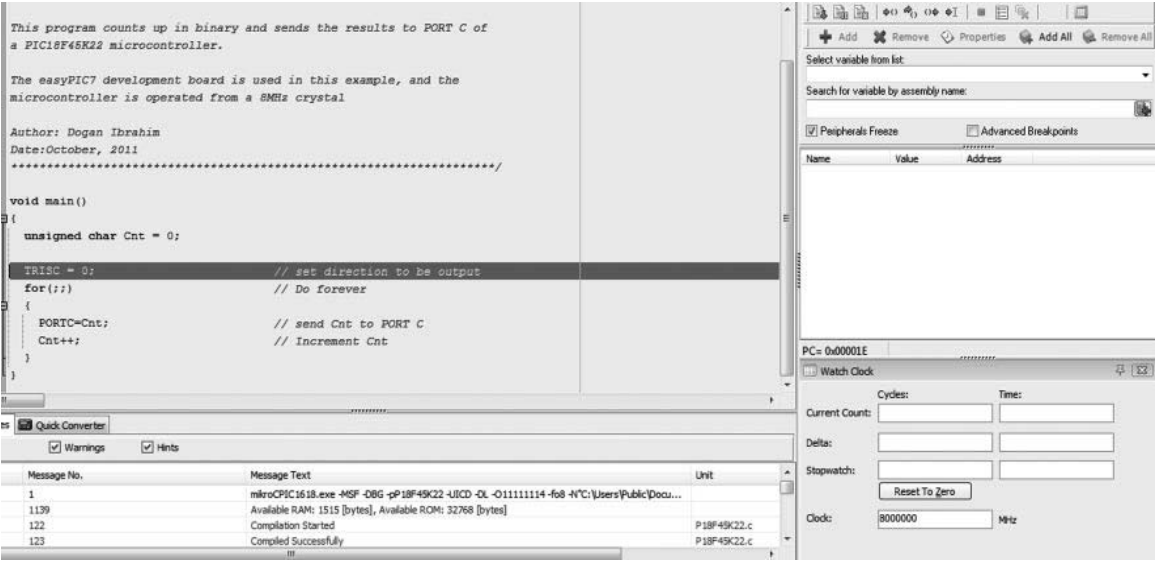 This program counts up in binary and sends the results to PORT C of
a PIC18F45K22 microcontroller.
The easyPIC7 development board is used in this example, and the
microcontroller is operated from a 8MHz crystal
Author: Dogan Ibrahim
Date:October, 2011
**********************************************************************/
void main()
{
unsigned char Cnt = 0;
TRISC = 0; // set direction to be output
for(;;) // Do forever
{
PORTC=Cnt; // send Cnt to PORT C
Cnt++; // Increment Cnt
}
}
Quick Converter
Warnings Hints
Message No. Message Text Unit
1 mikroCPIC1618.exe -MSF -DBG -pP18F45K22 -UICD -DL -O11111114 -fo8 -N"C:\Users\Public\Docu...
1139 Available RAM: 1515 [bytes], Available ROM: 32768 [bytes]
122 Compilation Started P18F45K22.c
123 Compiled Successfully P18F45K22.c
Add Remove Properties Add All Remove All
Select variable from list:
Search for variable by assembly name:
Peripherals Freeze Advanced Breakpoints
Name Value Address
PC= 0x00001E
Watch Clock
Cycles: Time:
Current Count:
Delta:
Stopwatch:
Reset To Zero
Clock: 8000000 MHz